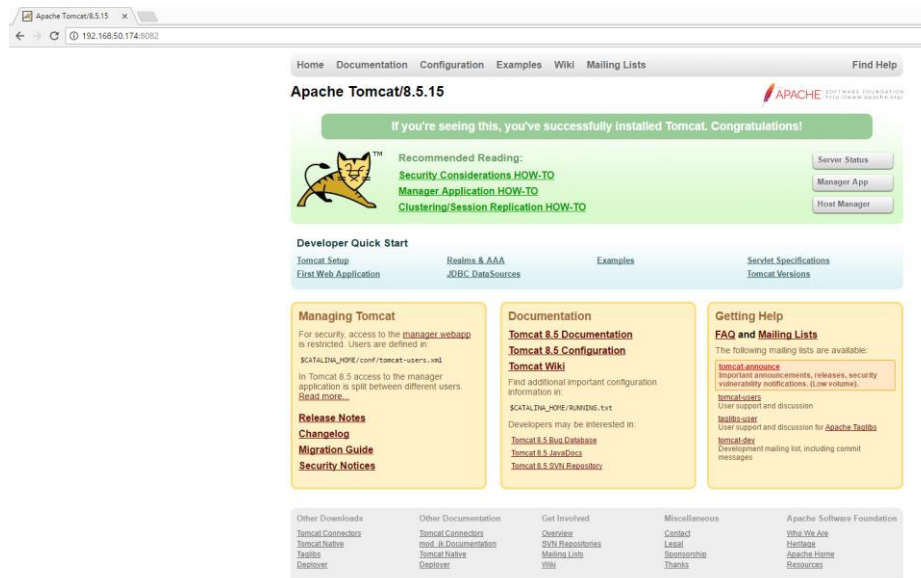 Apache Tomcat/8.5.15
192.168.50.174:8082
Home Documentation Configuration Examples Wiki Mailing Lists Find Help
Apache Tomcat/8.5.15
APACHE SOFTWARE FOUNDATION
http://www.apache.org/
If you're seeing this, you've successfully installed Tomcat. Congratulations!
TM
Recommended Reading:
Security Considerations HOW-TO
Manager Application HOW-TO
Clustering/Session Replication HOW-TO
Server Status
Manager App
Host Manager
Developer Quick Start
Tomcat Setup
First Web Application
Realms & AAA
JDBC DataSources
Examples
Servlet Specifications
Tomcat Versions
Managing Tomcat
For security, access to the manager webapp
is restricted. Users are defined in:
$CATALINA_HOME/conf/tomcat-users.xml
In Tomcat 8.5 access to the manager
application is split between different users.
Read more...
Release Notes
Changelog
Migration Guide
Security Notices
Documentation
Tomcat 8.5 Documentation
Tomcat 8.5 Configuration
Tomcat Wiki
Find additional important configuration
information in:
$CATALINA_HOME/RUNNING.txt
Developers may be interested in:
Tomcat 8.5 Bug Database
Tomcat 8.5 JavaDocs
Tomcat 8.5 SVN Repository
Getting Help
FAQ and Mailing Lists
The following mailing lists are available:
tomcat-announce
Important announcements, releases, security
vulnerability notifications. (Low volume).
tomcat-users
User support and discussion
taglibs-user
User support and discussion for Apache Taglibs
tomcat-dev
Development mailing list, including commit
messages
Other Downloads
Tomcat Connectors
Tomcat Native
Taglibs
Deployer
Other Documentation
Tomcat Connectors
mod_jk Documentation
Tomcat Native
Deployer
Get Involved
Overview
SVN Repositories
Mailing Lists
Wiki
Miscellaneous
Contact
Legal
Sponsorship
Thanks
Apache Software Foundation
Who We Are
Heritage
Apache Home
Resources